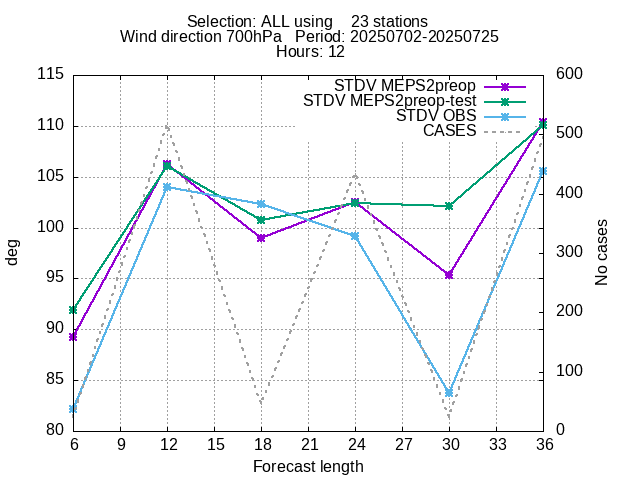 Selection: ALL using    23 stations
Wind direction 700hPa   Period: 20250702-20250725
Hours: 12
STDV MEPS2preop
STDV MEPS2preop-test
STDV OBS
CASES
115
110
105
100
95
90
85
80
deg
600
500
400
300
200
100
0
No cases
6 9 12 15 18 21 24 27 30 33 36
Forecast length